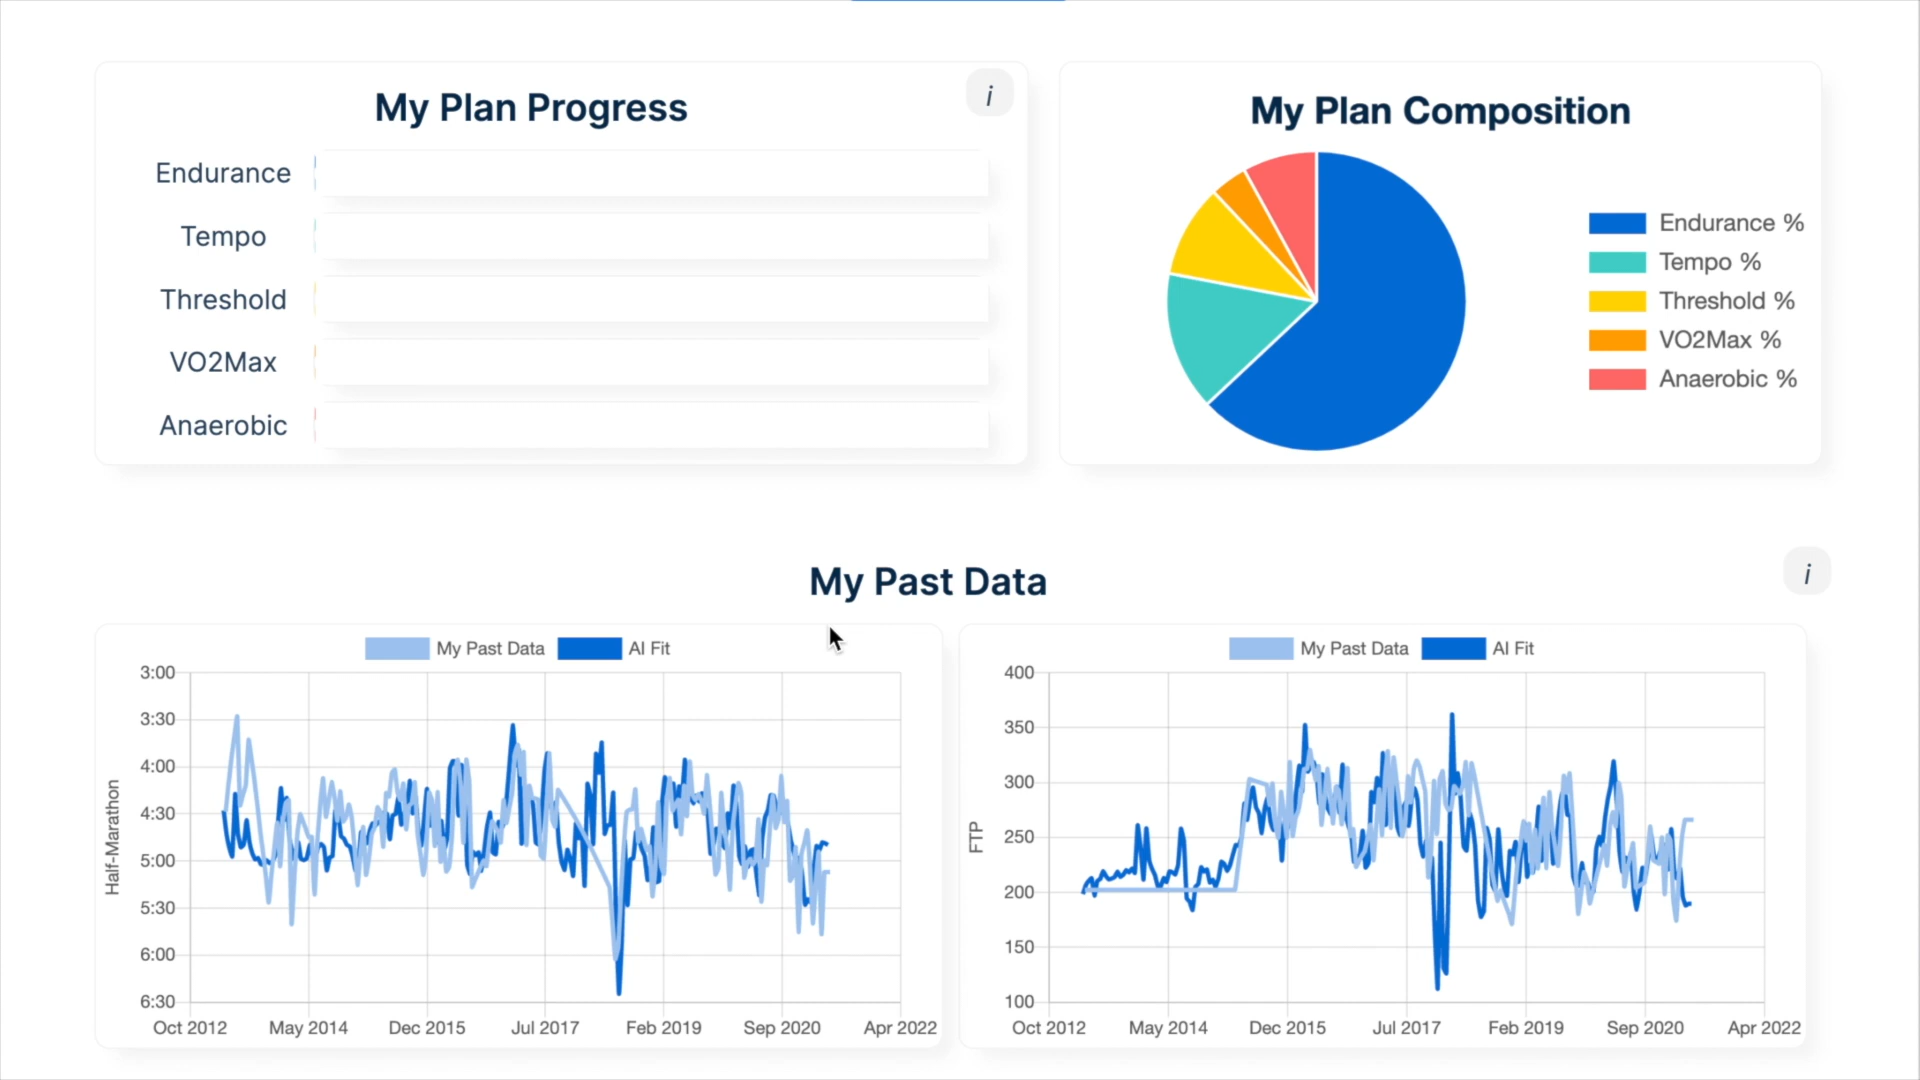 My Plan Progress
i
Endurance
Tempo
Threshold
VO2Max
Anaerobic
My Plan Composition
Endurance %
Tempo %
Threshold %
VO2Max %
Anaerobic %
My Past Data
i
My Past Data
AI Fit
Half-Marathon
3:00
3:30
4:00
4:30
5:00
5:30
6:00
6:30
Oct 2012
May 2014
Dec 2015
Jul 2017
Feb 2019
Sep 2020
Apr 2022
My Past Data
AI Fit
FTP
400
350
300
250
200
150
100
Oct 2012
May 2014
Dec 2015
Jul 2017
Feb 2019
Sep 2020
Apr 2022